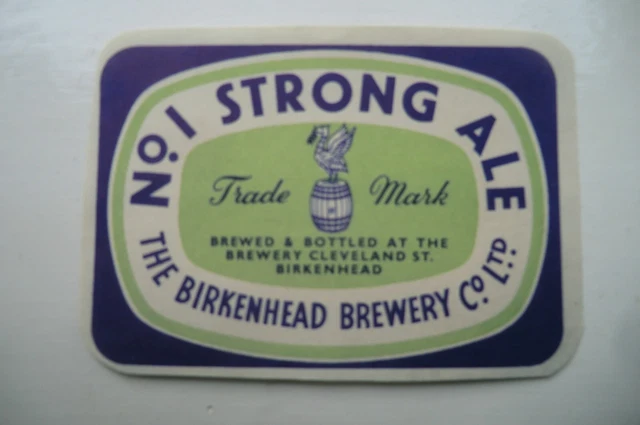 No. 1 STRONG ALE
Trade Mark
BREWED & BOTTLED AT THE
BREWERY CLEVELAND ST.
BIRKENHEAD
THE BIRKENHEAD BREWERY Co. LTD.